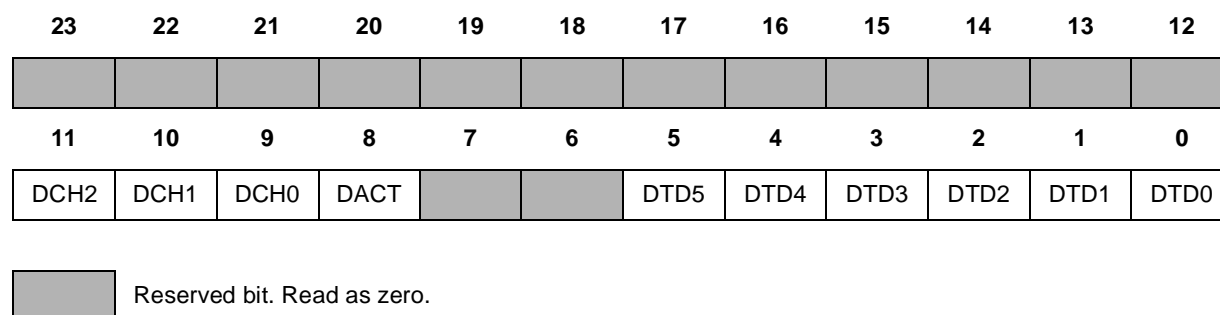 23 22 21 20 19 18 17 16 15 14 13 12
11 10 9 8 7 6 5 4 3 2 1 0
DCH2 DCH1 DCH0 DACT DTD5 DTD4 DTD3 DTD2 DTD1 DTD0
Reserved bit. Read as zero.